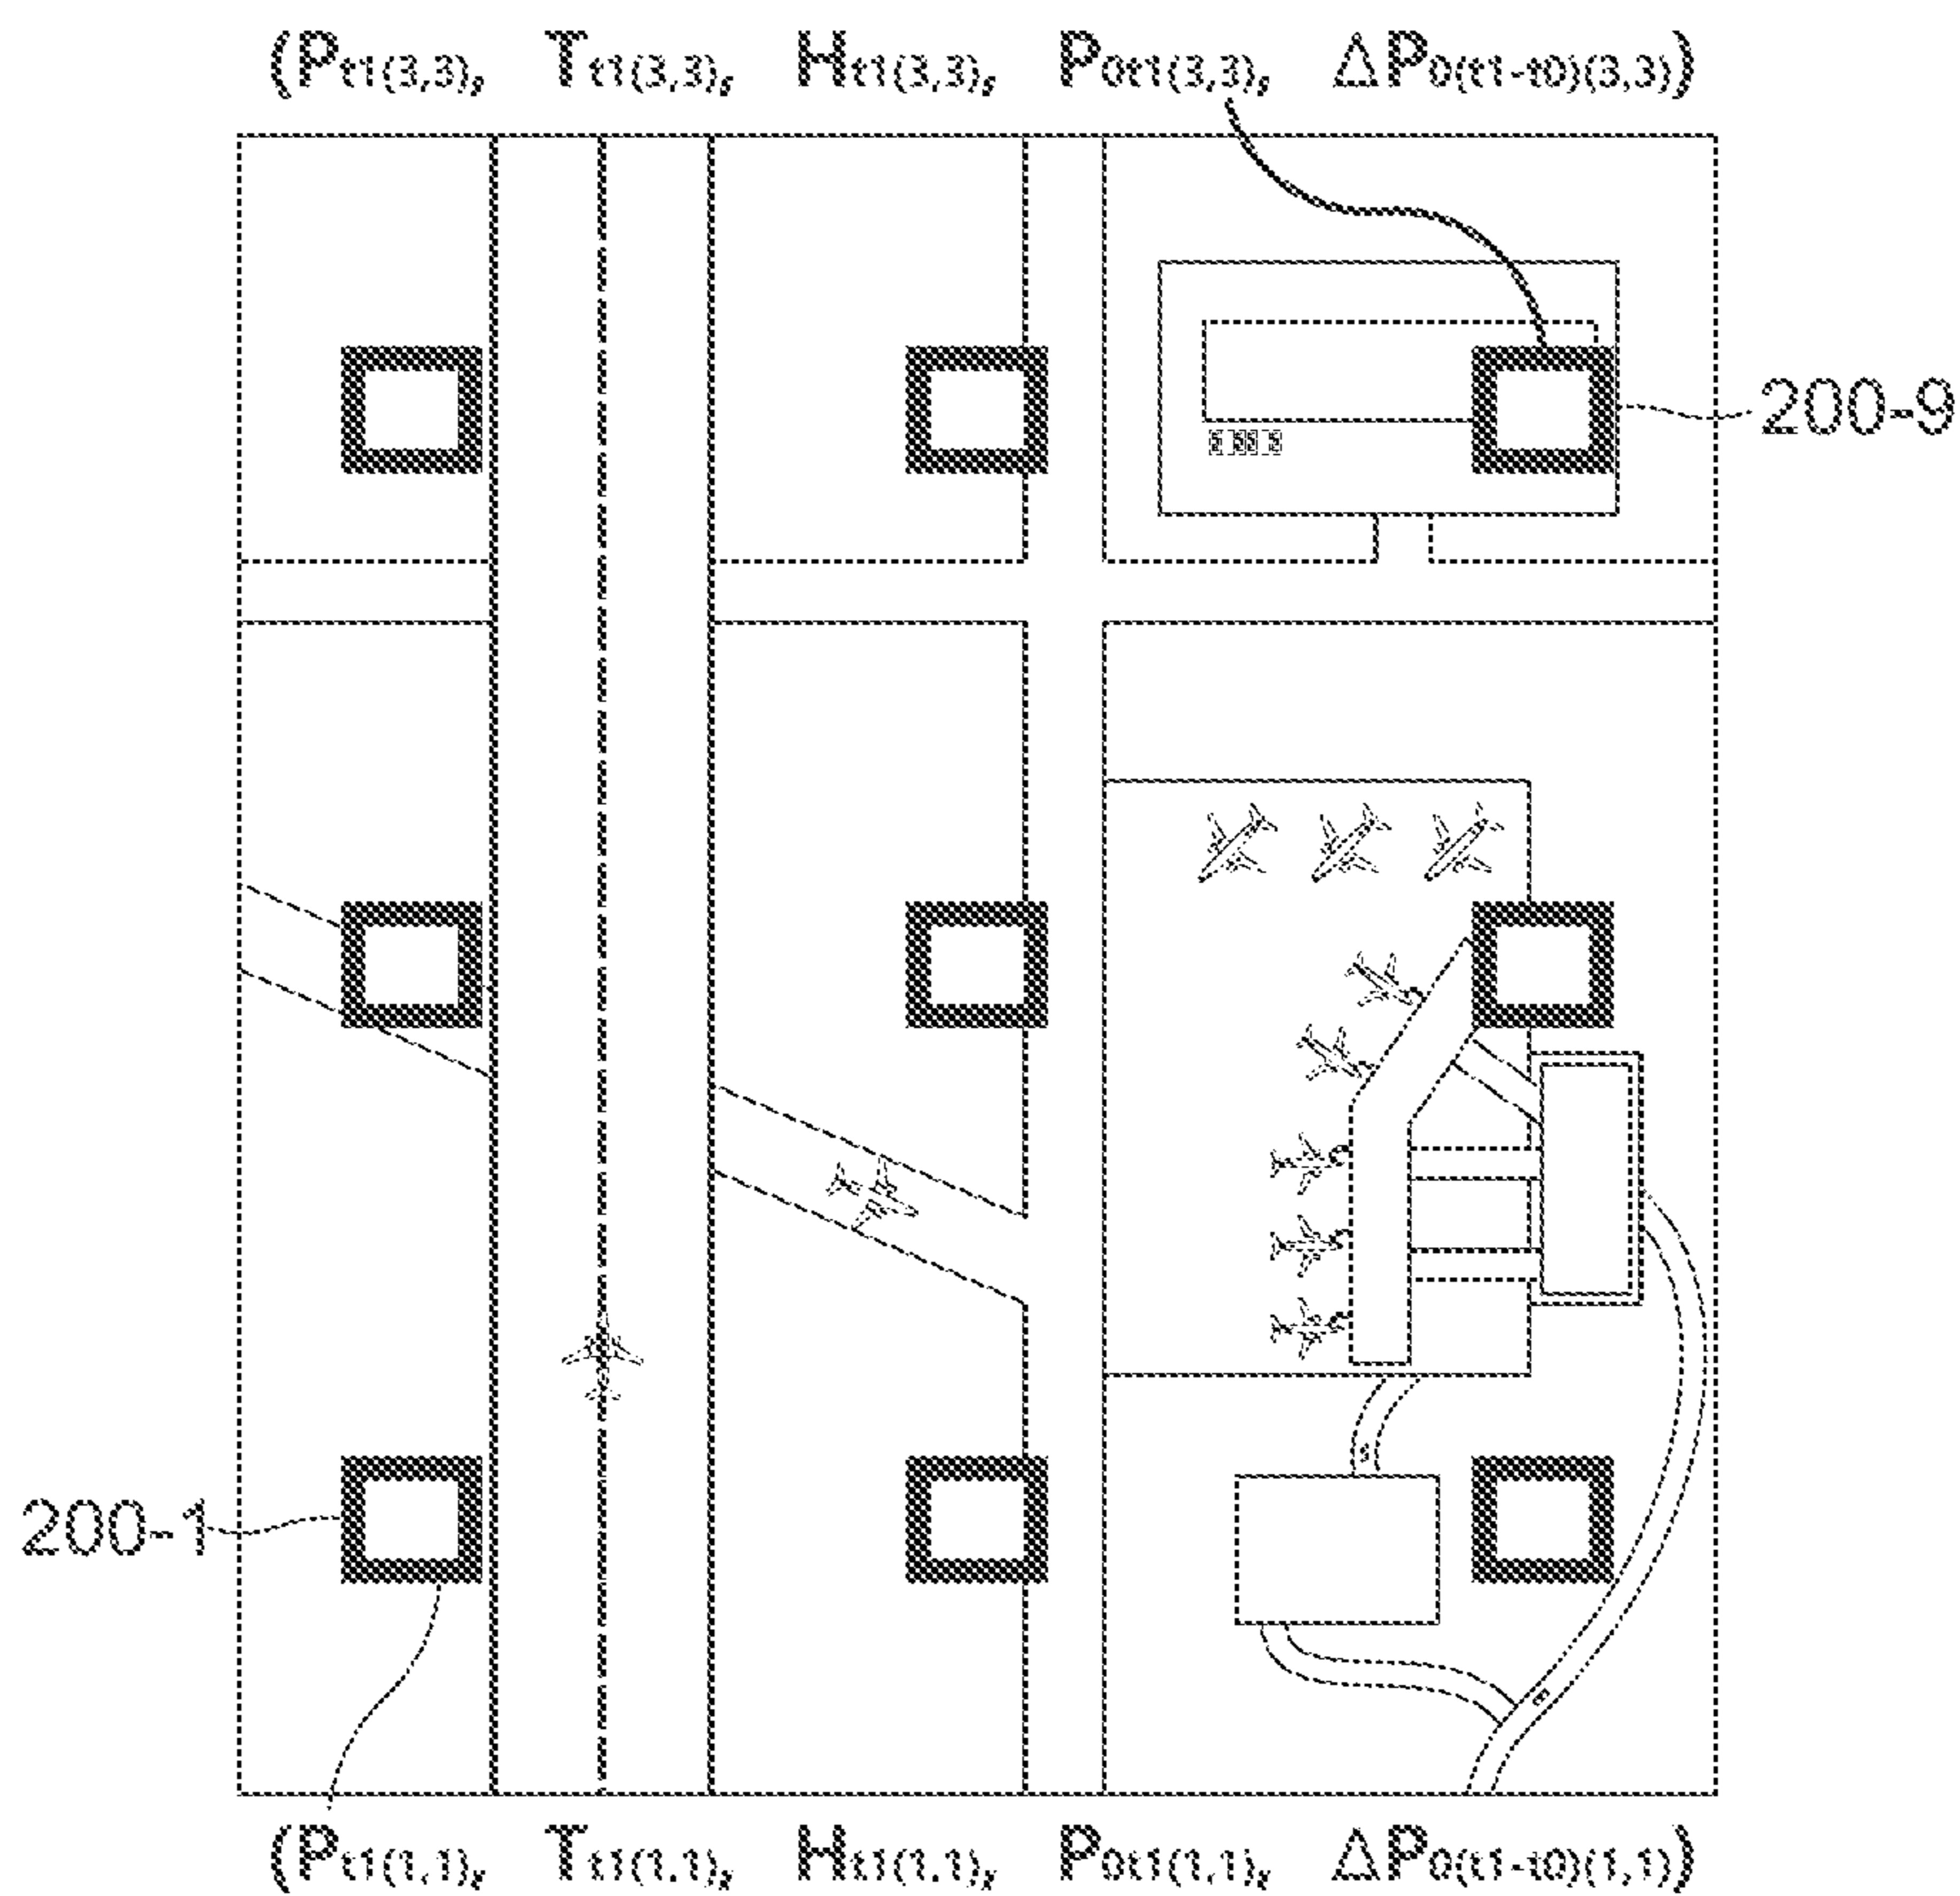 (Pt1(3,3), Tt1(3,3), Ht1(3,3), P0t1(3,3), ΔP0(t1-t0)(3,3))
200-9
200-1
(Pt1(1,1), Tt1(1,1), Ht1(1,1), P0t1(1,1), ΔP0(t1-t0)(1,1))